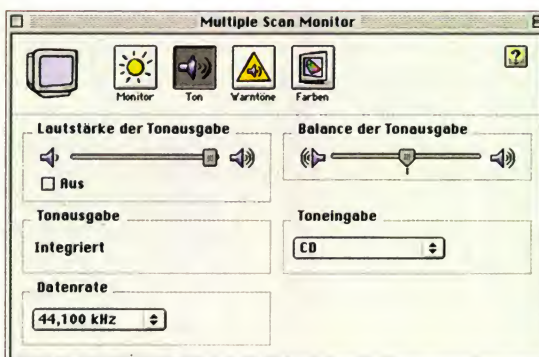 Multiple Scan Monitor
Monitor
Ton
Warntöne
Farben
?
Lautstärke der Tonausgabe
Aus
Balance der Tonausgabe
Tonausgabe
Integriert
Toneingabe
CD
Datenrate
44,100 kHz